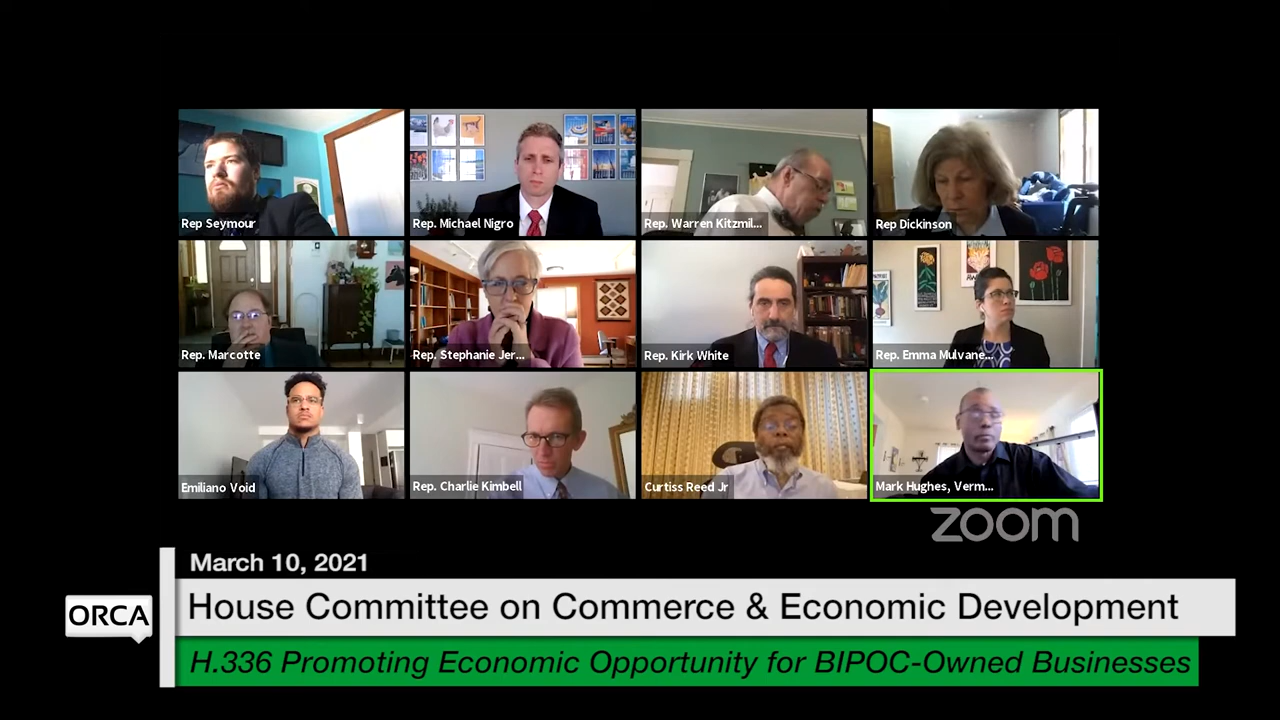 Rep Seymour
Rep. Michael Nigro
Rep. Warren Kitzmil...
Rep Dickinson
Rep. Marcotte
Rep. Stephanie Jer...
Rep. Kirk White
Rep. Emma Mulvane...
Emiliano Void
Rep. Charlie Kimbell
Curtiss Reed Jr
Mark Hughes, Verm...
zoom
March 10, 2021
ORCA
House Committee on Commerce & Economic Development
H.336 Promoting Economic Opportunity for BIPOC-Owned Businesses